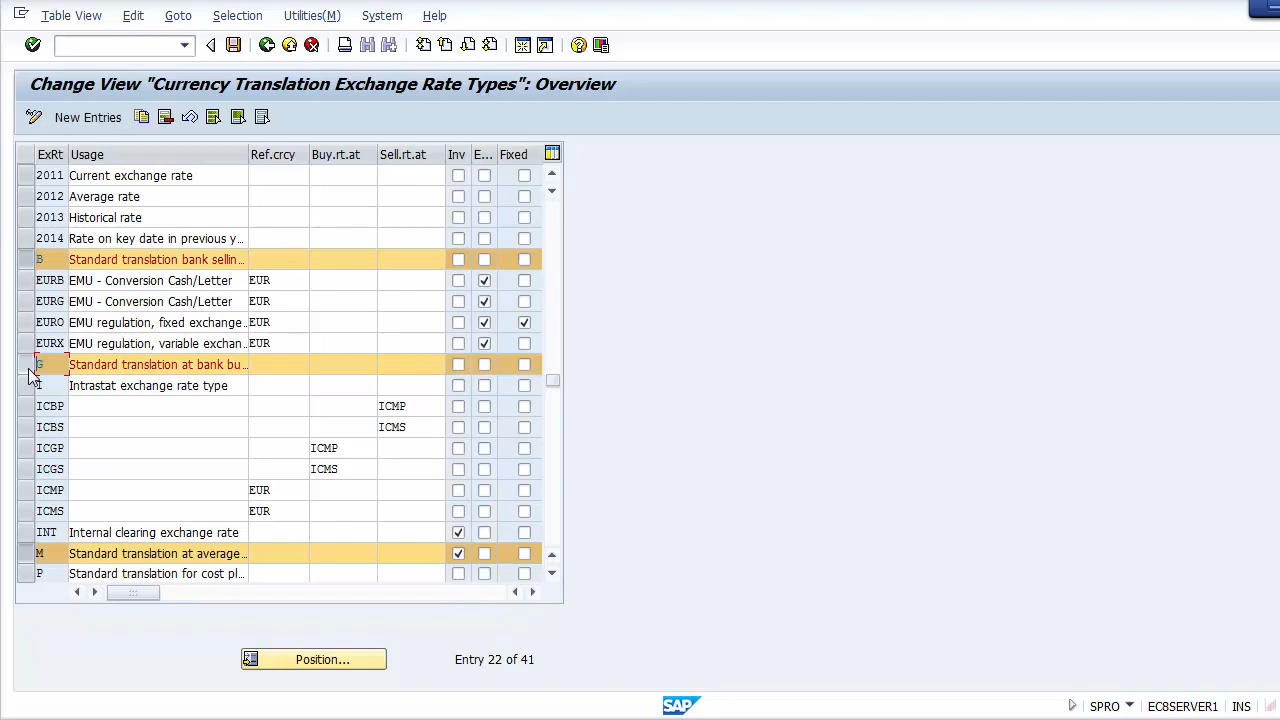 Table View Edit Goto Selection Utilities(M) System Help
Change View "Currency Translation Exchange Rate Types": Overview
New Entries
ExRt Usage Ref.crcy Buy.rt.at Sell.rt.at Inv E... Fixed
2011 Current exchange rate
2012 Average rate
2013 Historical rate
2014 Rate on key date in previous y...
B Standard translation bank sellin...
EURB EMU - Conversion Cash/Letter EUR
EURG EMU - Conversion Cash/Letter EUR
EURO EMU regulation, fixed exchange... EUR
EURX EMU regulation, variable exchan... EUR
G Standard translation at bank bu...
I Intrastat exchange rate type
ICBP ICMP
ICBS ICMS
ICGP ICMP
ICGS ICMS
ICMP EUR
ICMS EUR
INT Internal clearing exchange rate
M Standard translation at average...
P Standard translation for cost pl...
Position... Entry 22 of 41
SAP SPRO EC8SERVER1 INS